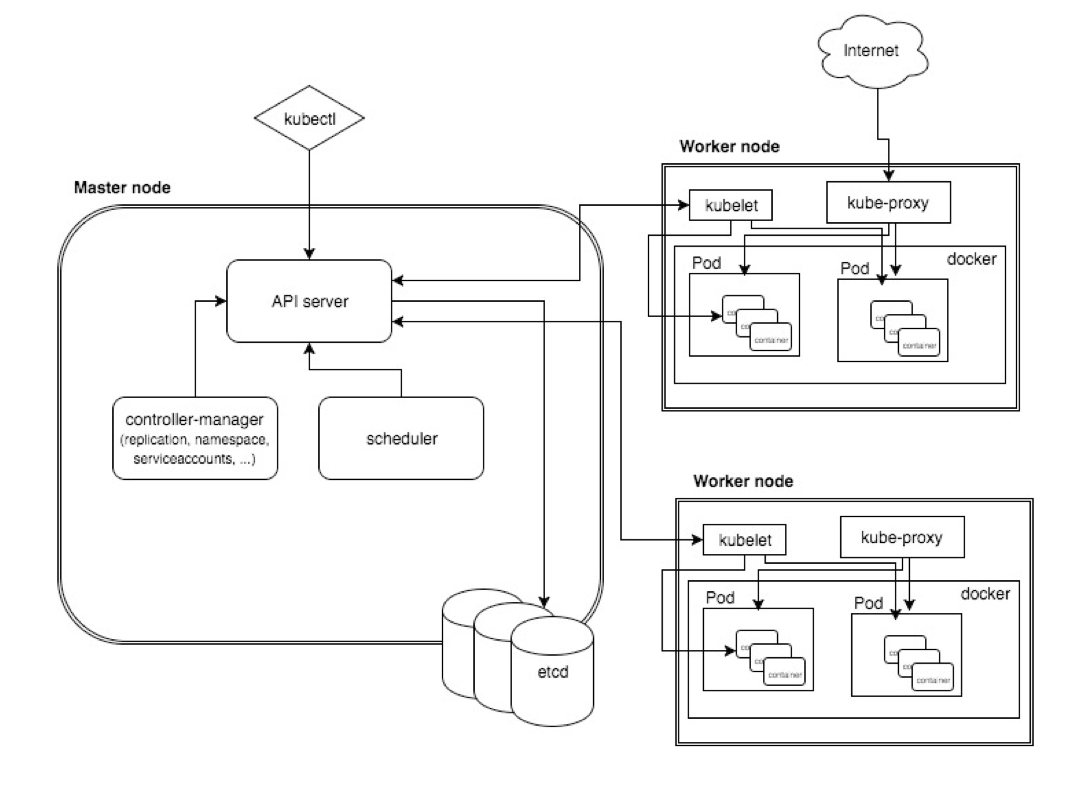 Internet
kubectl
Worker node
Master node
kubelet
kube-proxy
docker
Pod
Pod
container
container
API server
controller-manager
(replication, namespace,
serviceaccounts, ...)
scheduler
Worker node
kubelet
kube-proxy
docker
Pod
Pod
container
container
etcd